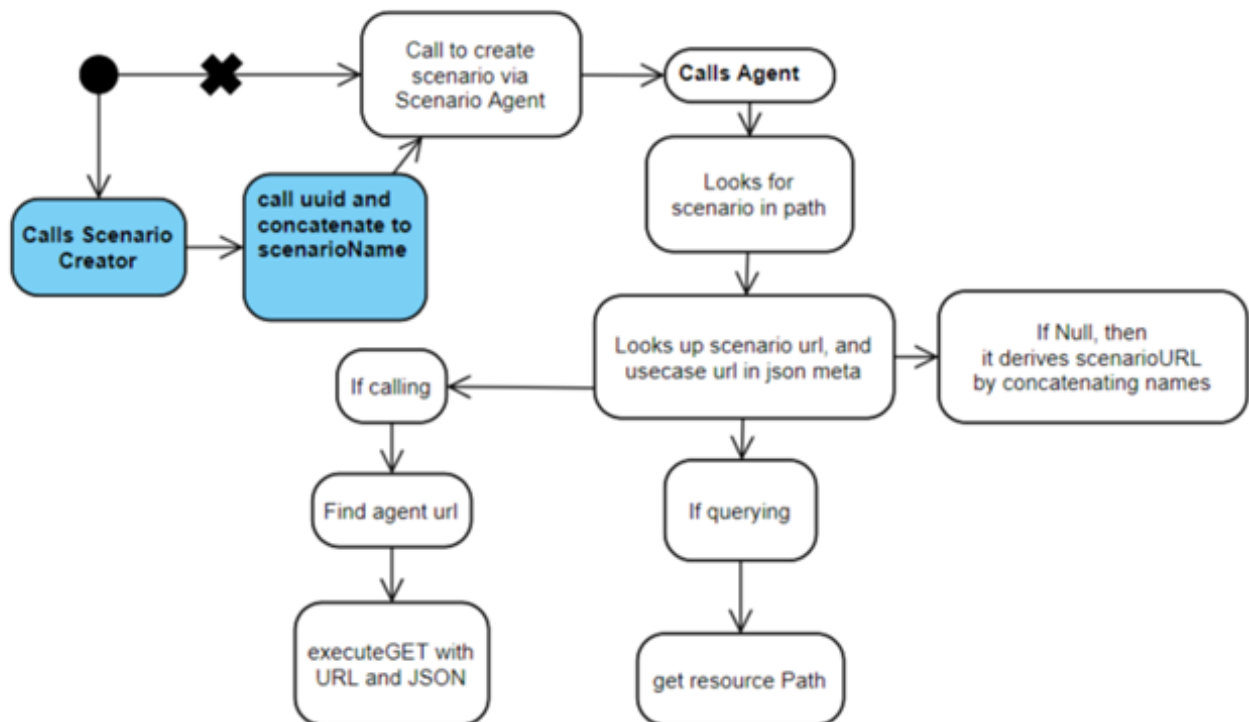 Call to create
scenario via
Scenario Agent
Calls Agent
Looks for
scenario in path
call uuid and
concatenate to
scenarioName
Calls Scenario
Creator
Looks up scenario url, and
usecase url in json meta
If Null, then
it derives scenarioURL
by concatenating names
If calling
Find agent url
If querying
executeGET with
URL and JSON
get resource Path